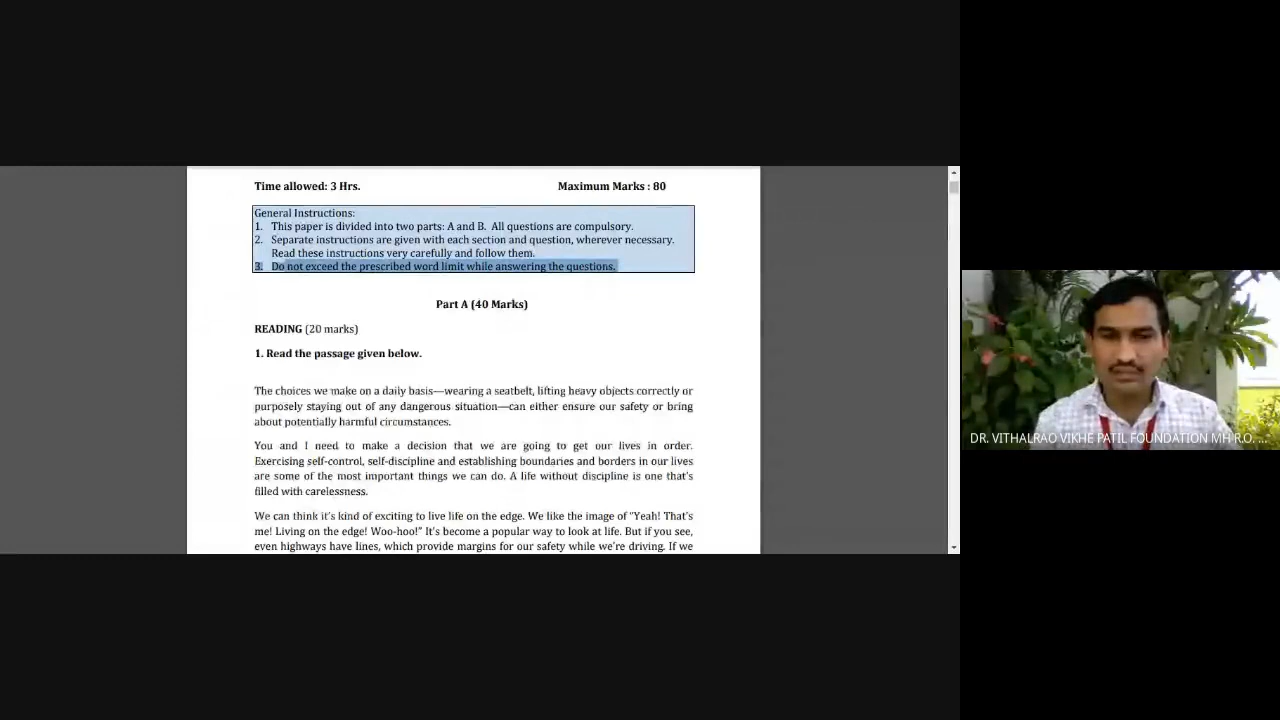 Time allowed: 3 Hrs. Maximum Marks : 80
General Instructions:
1. This paper is divided into two parts: A and B. All questions are compulsory.
2. Separate instructions are given with each section and question, wherever necessary.
Read these instructions very carefully and follow them.
3. Do not exceed the prescribed word limit while answering the questions.
Part A (40 Marks)
READING (20 marks)
1. Read the passage given below.
The choices we make on a daily basis—wearing a seatbelt, lifting heavy objects correctly or
purposely staying out of any dangerous situation—can either ensure our safety or bring
about potentially harmful circumstances.
You and I need to make a decision that we are going to get our lives in order.
Exercising self-control, self-discipline and establishing boundaries and borders in our lives
are some of the most important things we can do. A life without discipline is one that's
filled with carelessness.
We can think it's kind of exciting to live life on the edge. We like the image of "Yeah! That's
me! Living on the edge! Woo-hoo!" It's become a popular way to look at life. But if you see,
even highways have lines, which provide margins for our safety while we're driving. If we
DR. VITHALRAO VIKHE PATIL FOUNDATION MH R.O. ...